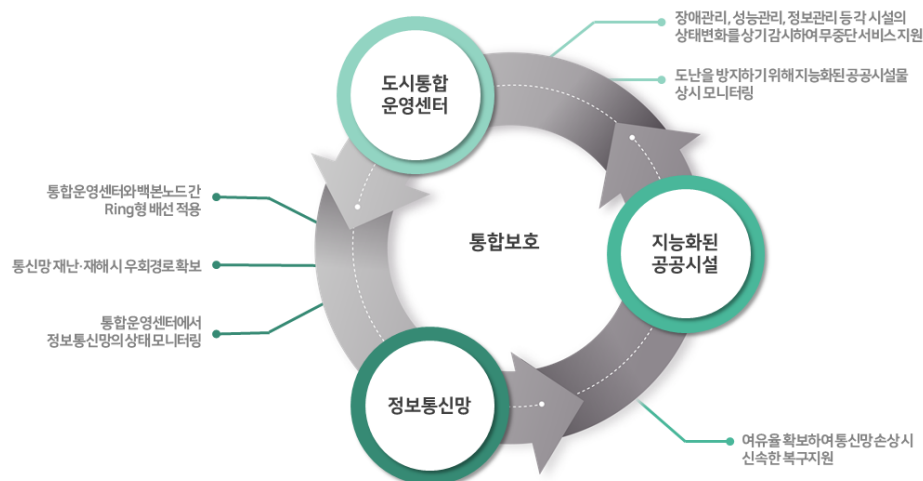 장애관리, 성능관리, 정보관리 등 각 시설의
상태변화를 상기 감시하여 무중단 서비스 지원
도난을 방지하기 위해 지능화된 공공시설물
상시 모니터링
도시통합
운영센터
통합운영센터와 백본노드 간
Ring형 배선 적용
통신망 재난·재해 시 우회경로 확보
통합운영센터에서
정보통신망의 상태 모니터링
통합보호
지능화된
공공시설
정보통신망
여유율 확보하여 통신망 손상 시
신속한 복구지원